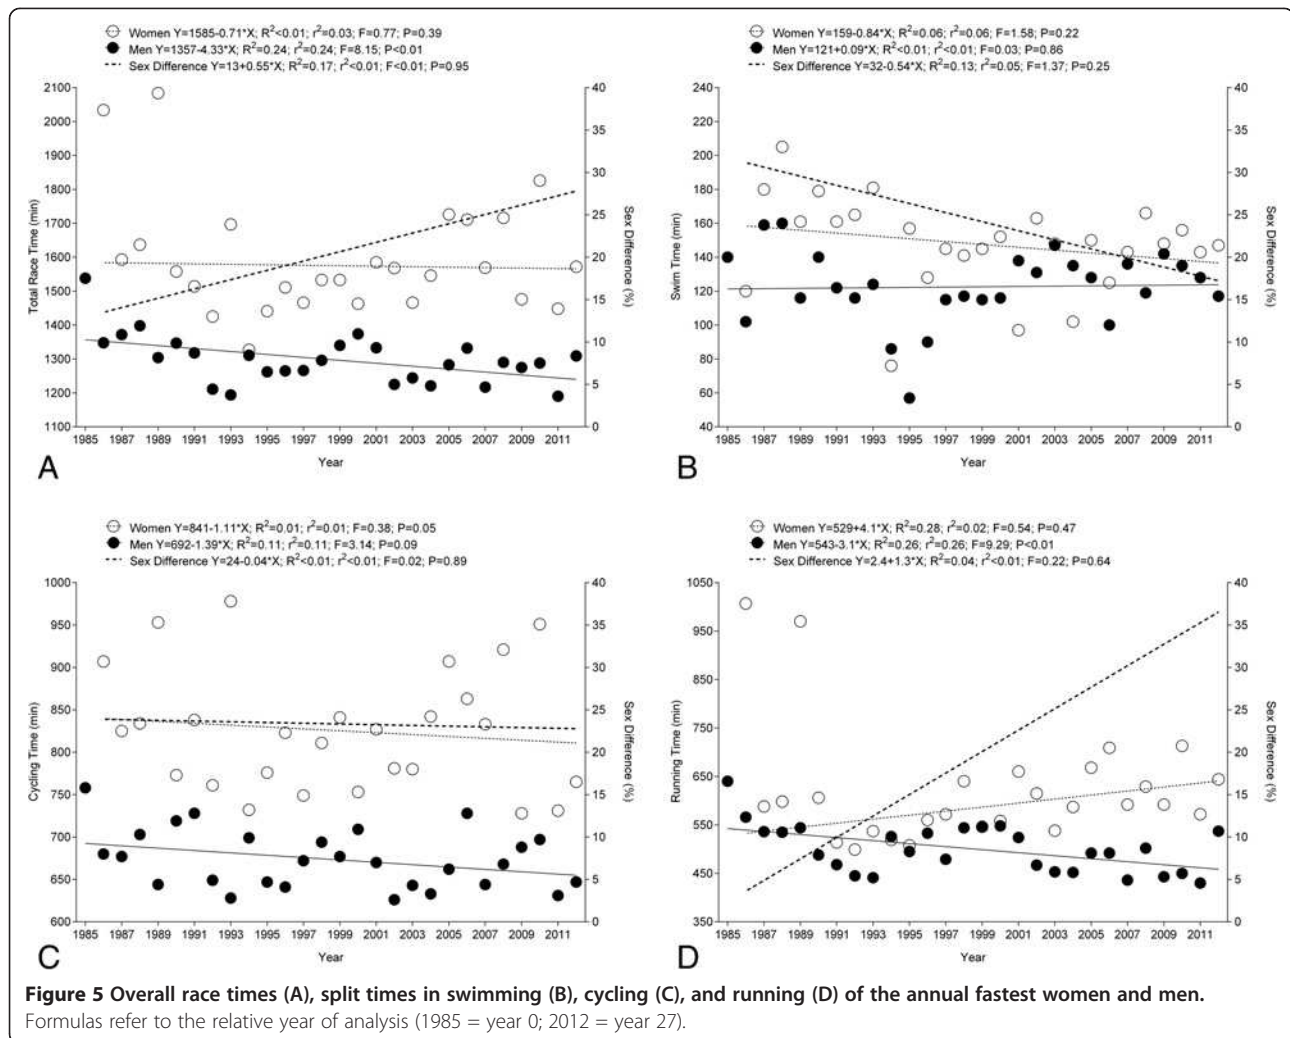 Women Y=1585-0.71*X; R²<0.01; r²=0.03; F=0.77; P=0.39
Men Y=1357-4.33*X; R²=0.24; r²=0.24; F=8.15; P<0.01
Sex Difference Y=13+0.55*X; R²=0.17; r²<0.01; F<0.01; P=0.95
2100
2000
1900
1800
1700
1600
1500
1400
1300
1200
1100
Total Race Time (min)
40
35
30
25
20
15
10
5
0
Sex Difference (%)
1985 1987 1989 1991 1993 1995 1997 1999 2001 2003 2005 2007 2009 2011
Year
A
Women Y=159-0.84*X; R²=0.06; r²=0.06; F=1.58; P=0.22
Men Y=121+0.09*X; R²<0.01; r²<0.01; F=0.03; P=0.86
Sex Difference Y=32-0.54*X; R²=0.13; r²=0.05; F=1.37; P=0.25
240
220
200
180
160
140
120
100
80
60
40
Swim Time (min)
40
35
30
25
20
15
10
5
0
Sex Difference (%)
1985 1987 1989 1991 1993 1995 1997 1999 2001 2003 2005 2007 2009 2011
Year
B
Women Y=841-1.11*X; R²=0.01; r²=0.01; F=0.38; P=0.05
Men Y=692-1.39*X; R²=0.11; r²=0.11; F=3.14; P=0.09
Sex Difference Y=24-0.04*X; R²<0.01; r²<0.01; F=0.02; P=0.89
1000
950
900
850
800
750
700
650
600
Cycling Time (min)
40
35
30
25
20
15
10
5
0
Sex Difference (%)
1985 1987 1989 1991 1993 1995 1997 1999 2001 2003 2005 2007 2009 2011
Year
C
Women Y=529+4.1*X; R²=0.28; r²=0.02; F=0.54; P=0.47
Men Y=543-3.1*X; R²=0.26; r²=0.26; F=9.29; P<0.01
Sex Difference Y=2.4+1.3*X; R²=0.04; r²<0.01; F=0.22; P=0.64
1050
950
850
750
650
550
450
350
Running Time (min)
40
35
30
25
20
15
10
5
0
Sex Difference (%)
1985 1987 1989 1991 1993 1995 1997 1999 2001 2003 2005 2007 2009 2011
Year
D
Figure 5 Overall race times (A), split times in swimming (B), cycling (C), and running (D) of the annual fastest women and men.
Formulas refer to the relative year of analysis (1985 = year 0; 2012 = year 27).